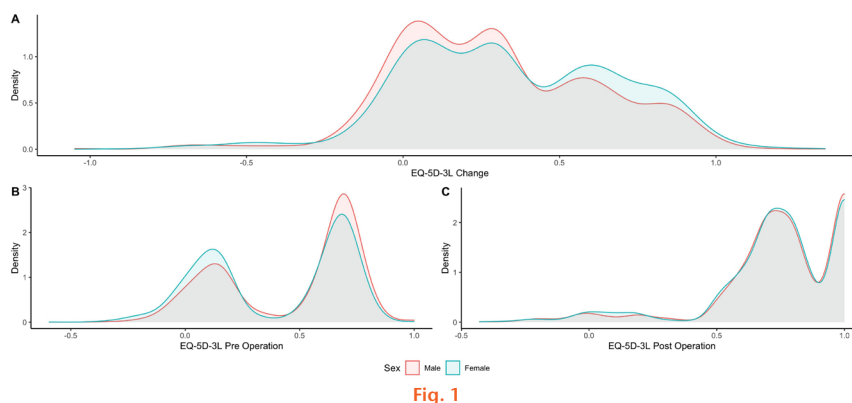 A
1.0
0.5
0.0
Density
-1.0
-0.5
0.0
0.5
1.0
EQ-5D-3L Change
B
3
2
1
0
Density
-0.5
0.0
0.5
1.0
EQ-5D-3L Pre Operation
C
2
1
0
Density
-0.5
0.0
0.5
1.0
EQ-5D-3L Post Operation
Sex Male Female
Fig. 1